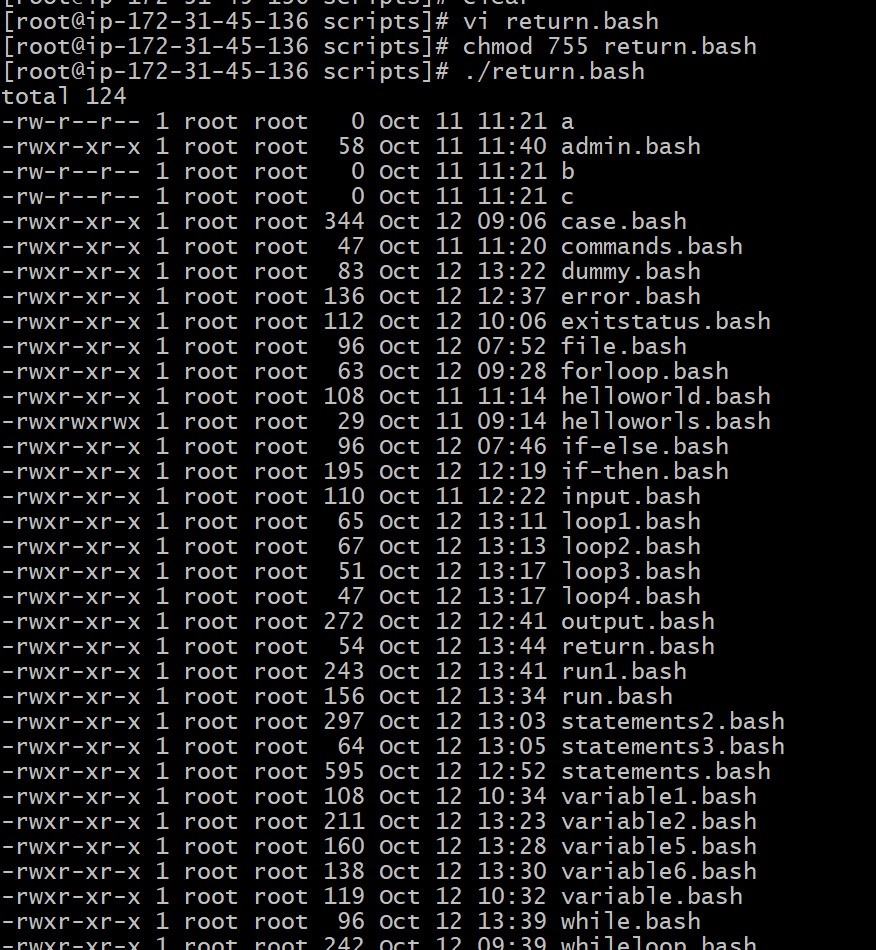 [root@ip-172-31-45-136 scripts]# clear
[root@ip-172-31-45-136 scripts]# vi return.bash
[root@ip-172-31-45-136 scripts]# chmod 755 return.bash
[root@ip-172-31-45-136 scripts]# ./return.bash
total 124
-rw-r--r-- 1 root root   0 Oct 11 11:21 a
-rwxr-xr-x 1 root root  58 Oct 11 11:40 admin.bash
-rw-r--r-- 1 root root   0 Oct 11 11:21 b
-rw-r--r-- 1 root root   0 Oct 11 11:21 c
-rwxr-xr-x 1 root root 344 Oct 12 09:06 case.bash
-rwxr-xr-x 1 root root  47 Oct 11 11:20 commands.bash
-rwxr-xr-x 1 root root  83 Oct 12 13:22 dummy.bash
-rwxr-xr-x 1 root root 136 Oct 12 12:37 error.bash
-rwxr-xr-x 1 root root 112 Oct 12 10:06 exitstatus.bash
-rwxr-xr-x 1 root root  96 Oct 12 07:52 file.bash
-rwxr-xr-x 1 root root  63 Oct 12 09:28 forloop.bash
-rwxr-xr-x 1 root root 108 Oct 11 11:14 helloworld.bash
-rwxrwxrwx 1 root root  29 Oct 11 09:14 helloworls.bash
-rwxr-xr-x 1 root root  96 Oct 12 07:46 if-else.bash
-rwxr-xr-x 1 root root 195 Oct 12 12:19 if-then.bash
-rwxr-xr-x 1 root root 110 Oct 11 12:22 input.bash
-rwxr-xr-x 1 root root  65 Oct 12 13:11 loop1.bash
-rwxr-xr-x 1 root root  67 Oct 12 13:13 loop2.bash
-rwxr-xr-x 1 root root  51 Oct 12 13:17 loop3.bash
-rwxr-xr-x 1 root root  47 Oct 12 13:17 loop4.bash
-rwxr-xr-x 1 root root 272 Oct 12 12:41 output.bash
-rwxr-xr-x 1 root root  54 Oct 12 13:44 return.bash
-rwxr-xr-x 1 root root 243 Oct 12 13:41 run1.bash
-rwxr-xr-x 1 root root 156 Oct 12 13:34 run.bash
-rwxr-xr-x 1 root root 297 Oct 12 13:03 statements2.bash
-rwxr-xr-x 1 root root  64 Oct 12 13:05 statements3.bash
-rwxr-xr-x 1 root root 595 Oct 12 12:52 statements.bash
-rwxr-xr-x 1 root root 108 Oct 12 10:34 variable1.bash
-rwxr-xr-x 1 root root 211 Oct 12 13:23 variable2.bash
-rwxr-xr-x 1 root root 160 Oct 12 13:28 variable5.bash
-rwxr-xr-x 1 root root 138 Oct 12 13:30 variable6.bash
-rwxr-xr-x 1 root root 119 Oct 12 10:32 variable.bash
-rwxr-xr-x 1 root root  96 Oct 12 13:39 while.bash
-rwxr-xr-x 1 root root 242 Oct 12 09:39 whileloop.bash